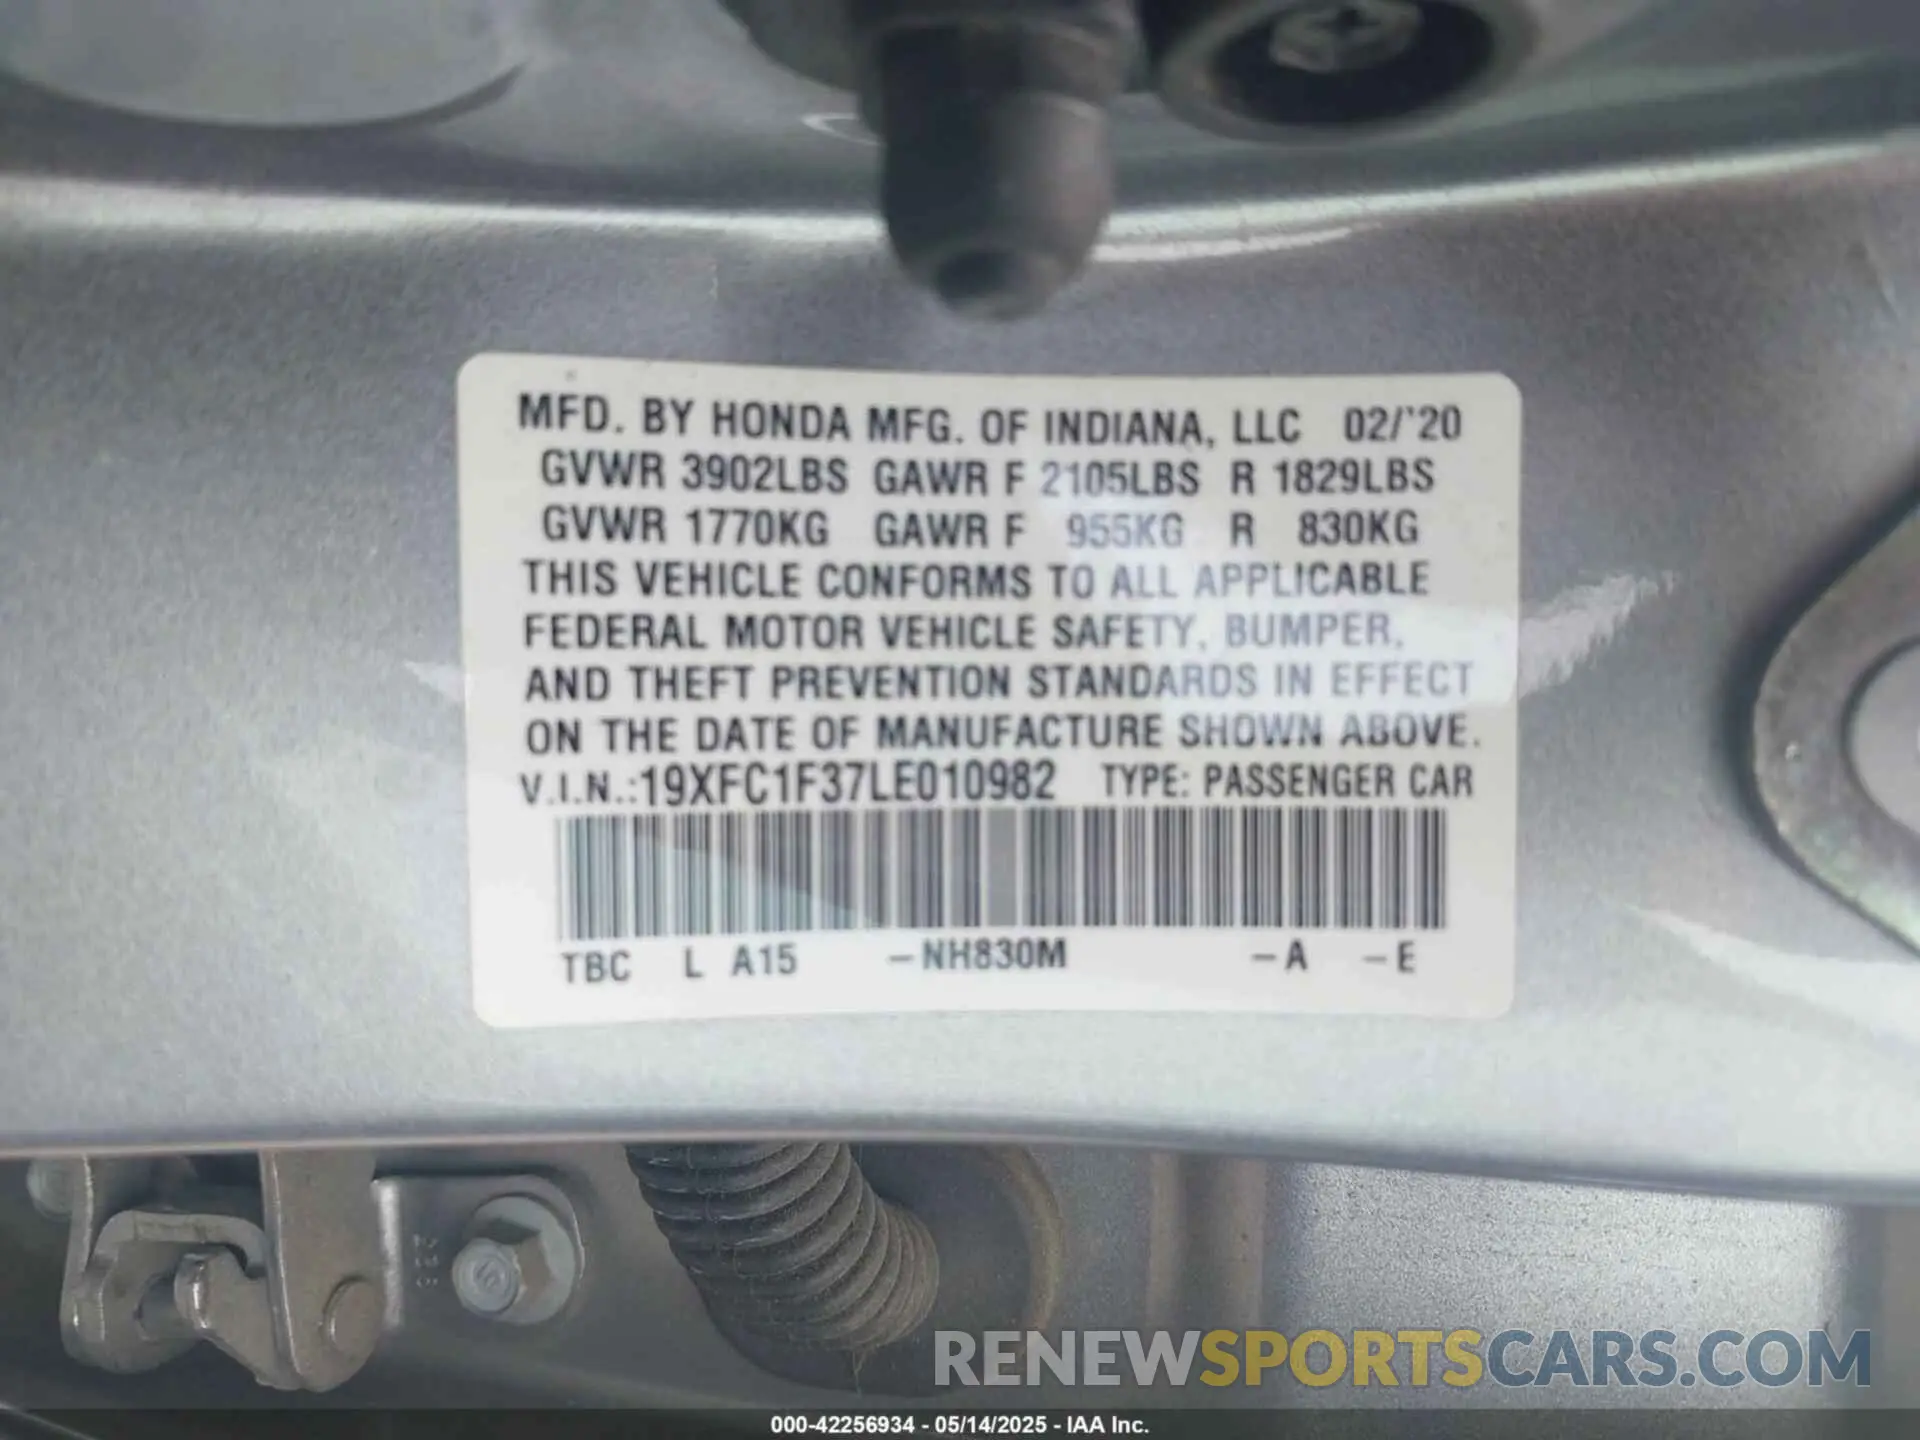 MFD. BY HONDA MFG. OF INDIANA, LLC 02/'20
GVWR 3902LBS GAWR F 2105LBS R 1829LBS
GVWR 1770KG GAWR F 955KG R 830KG
THIS VEHICLE CONFORMS TO ALL APPLICABLE
FEDERAL MOTOR VEHICLE SAFETY, BUMPER,
AND THEFT PREVENTION STANDARDS IN EFFECT
ON THE DATE OF MANUFACTURE SHOWN ABOVE.
V.I.N.:19XFC1F37LE010982 TYPE: PASSENGER CAR
TBC L A15 –NH830M –A –E
RENEWSPORTSCARS.COM
000-42256934 - 05/14/2025 - IAA Inc.